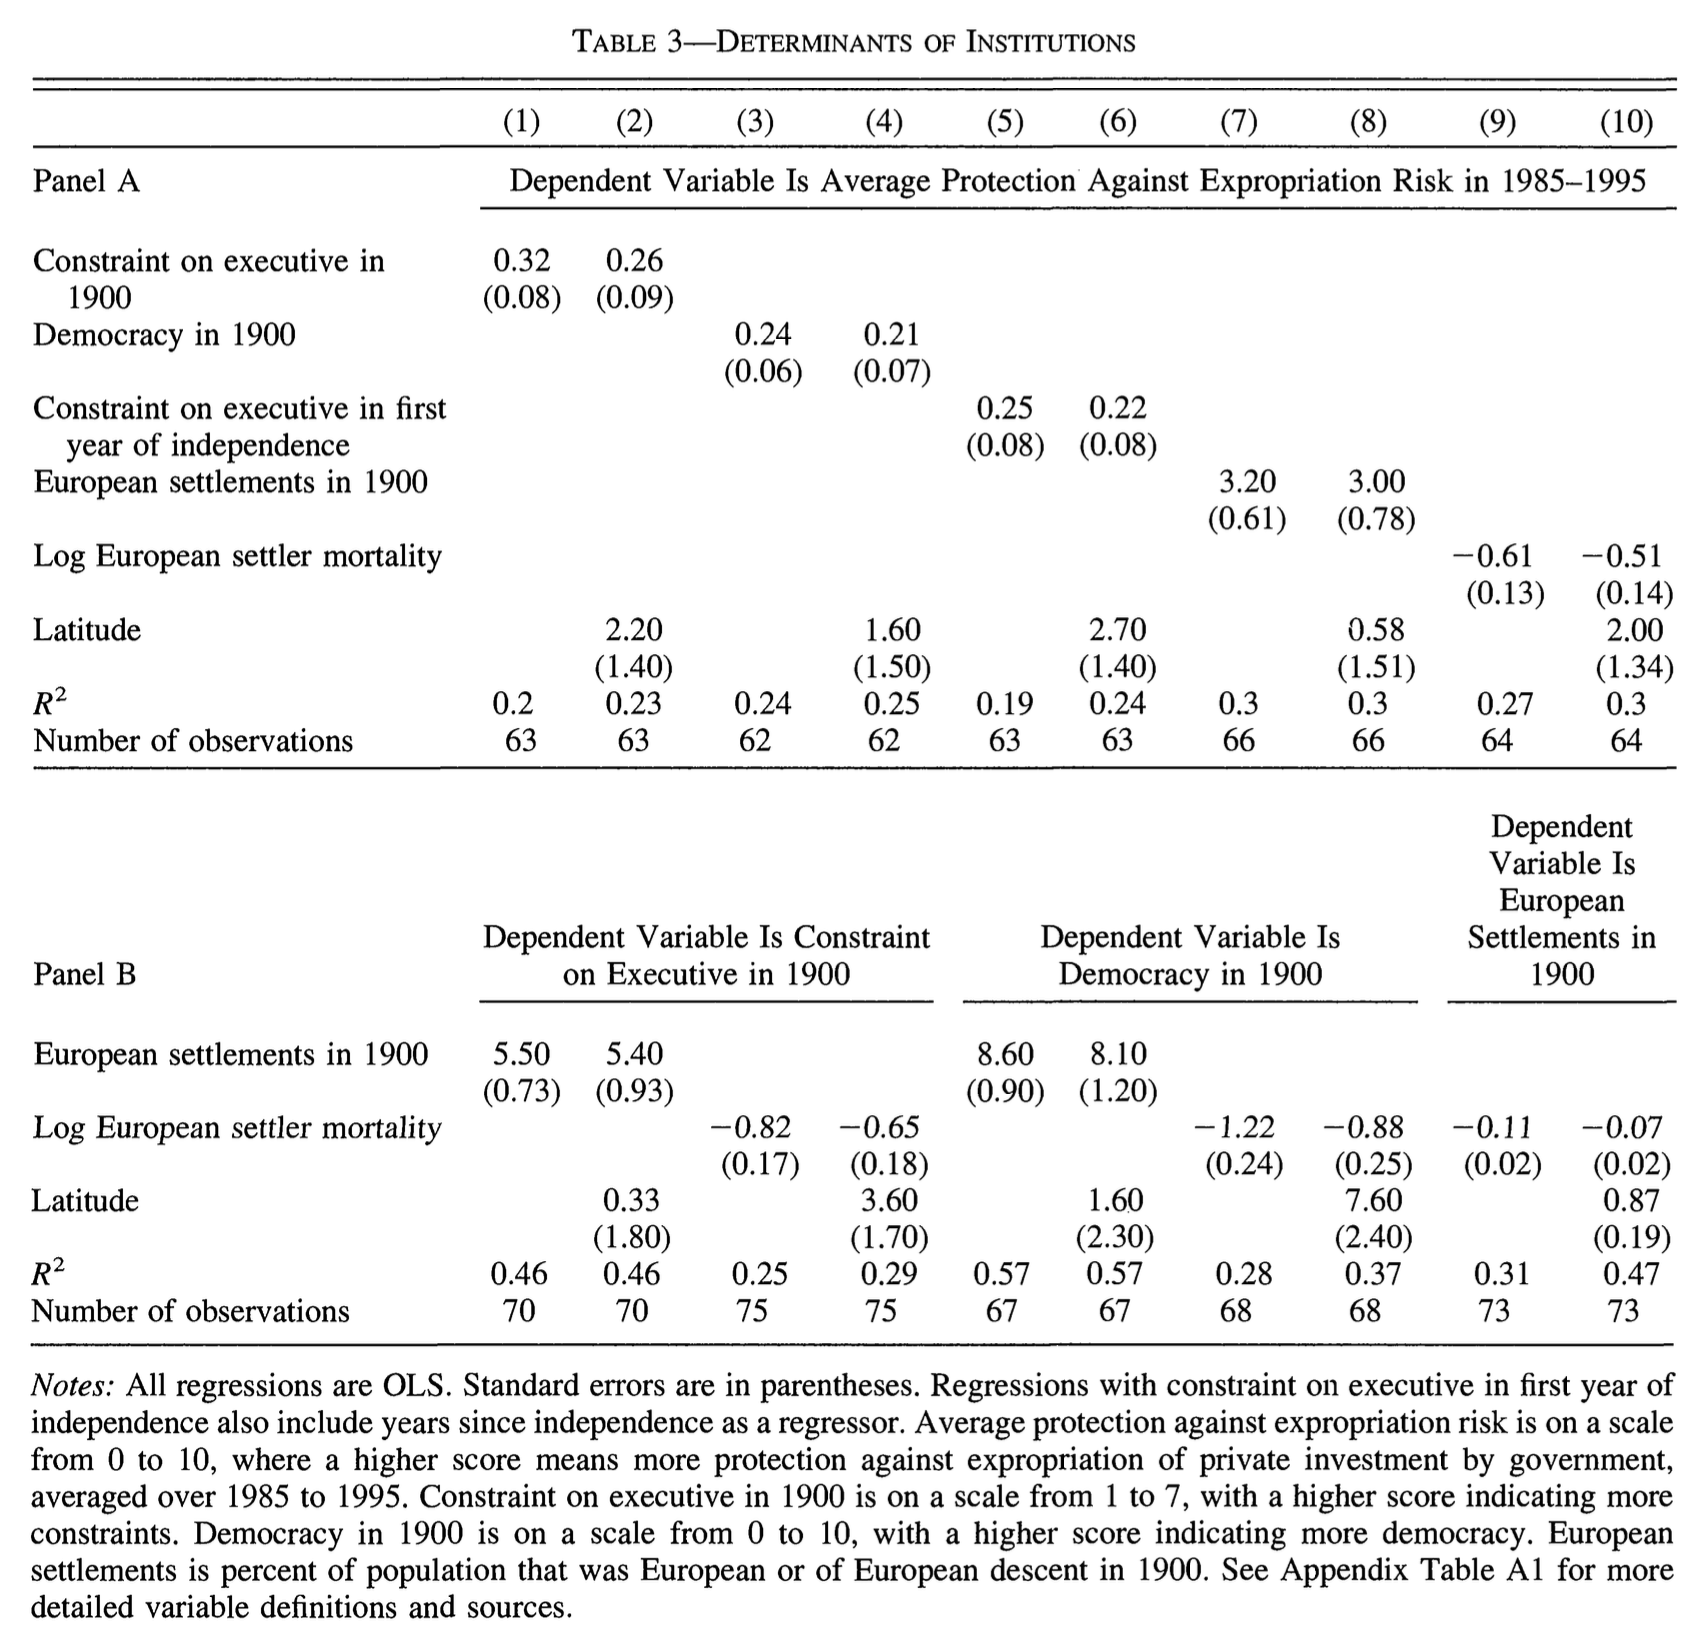 TABLE 3—DETERMINANTS OF INSTITUTIONS
(1) (2) (3) (4) (5) (6) (7) (8) (9) (10)
Panel A Dependent Variable Is Average Protection Against Expropriation Risk in 1985–1995
Constraint on executive in 0.32 0.26
1900 (0.08) (0.09)
Democracy in 1900 0.24 0.21
(0.06) (0.07)
Constraint on executive in first 0.25 0.22
year of independence (0.08) (0.08)
European settlements in 1900 3.20 3.00
(0.61) (0.78)
Log European settler mortality −0.61 −0.51
(0.13) (0.14)
Latitude 2.20 1.60 2.70 0.58 2.00
(1.40) (1.50) (1.40) (1.51) (1.34)
R² 0.2 0.23 0.24 0.25 0.19 0.24 0.3 0.3 0.27 0.3
Number of observations 63 63 62 62 63 63 66 66 64 64
Dependent
Variable Is
European
Dependent Variable Is Constraint Dependent Variable Is Settlements in
Panel B on Executive in 1900 Democracy in 1900 1900
European settlements in 1900 5.50 5.40 8.60 8.10
(0.73) (0.93) (0.90) (1.20)
Log European settler mortality −0.82 −0.65 −1.22 −0.88 −0.11 −0.07
(0.17) (0.18) (0.24) (0.25) (0.02) (0.02)
Latitude 0.33 3.60 1.60 7.60 0.87
(1.80) (1.70) (2.30) (2.40) (0.19)
R² 0.46 0.46 0.25 0.29 0.57 0.57 0.28 0.37 0.31 0.47
Number of observations 70 70 75 75 67 67 68 68 73 73
Notes: All regressions are OLS. Standard errors are in parentheses. Regressions with constraint on executive in first year of
independence also include years since independence as a regressor. Average protection against expropriation risk is on a scale
from 0 to 10, where a higher score means more protection against expropriation of private investment by government,
averaged over 1985 to 1995. Constraint on executive in 1900 is on a scale from 1 to 7, with a higher score indicating more
constraints. Democracy in 1900 is on a scale from 0 to 10, with a higher score indicating more democracy. European
settlements is percent of population that was European or of European descent in 1900. See Appendix Table A1 for more
detailed variable definitions and sources.